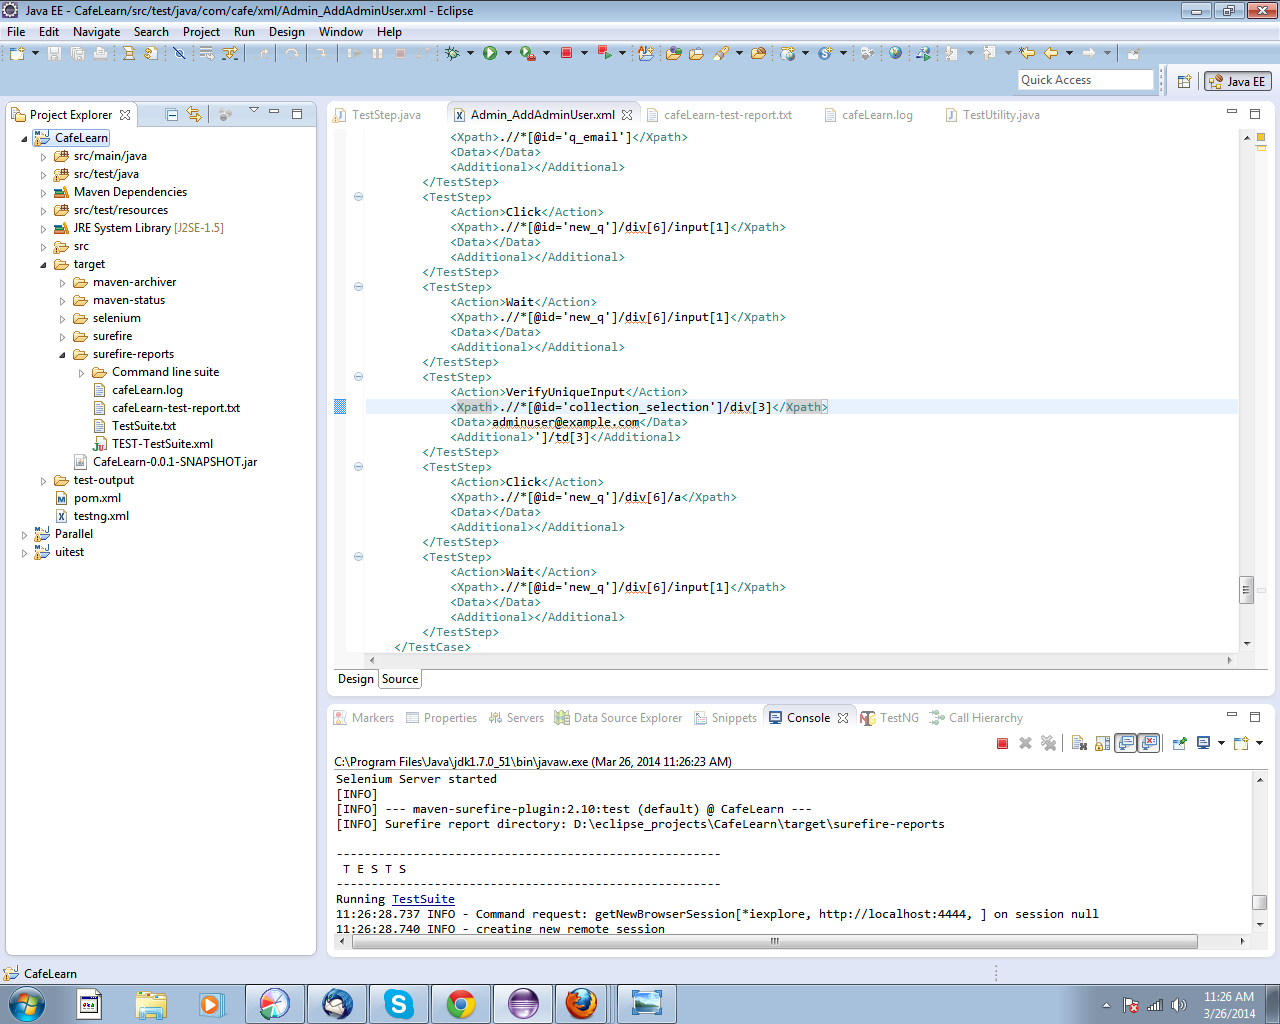 Java EE - CafeLearn/src/test/java/com/cafe/xml/Admin_AddAdminUser.xml - Eclipse
File Edit Navigate Search Project Run Design Window Help
Quick Access
Java EE
Project Explorer
CafeLearn
src/main/java
src/test/java
Maven Dependencies
src/test/resources
JRE System Library [J2SE-1.5]
src
target
maven-archiver
maven-status
selenium
surefire
surefire-reports
Command line suite
cafeLearn.log
cafeLearn-test-report.txt
TestSuite.txt
TEST-TestSuite.xml
CafeLearn-0.0.1-SNAPSHOT.jar
test-output
pom.xml
testng.xml
Parallel
uitest
TestStep.java Admin_AddAdminUser.xml cafeLearn-test-report.txt cafeLearn.log TestUtility.java
<Xpath>.//*[@id='q_email']</Xpath>
<Data></Data>
<Additional></Additional>
</TestStep>
<TestStep>
<Action>Click</Action>
<Xpath>.//*[@id='new_q']/div[6]/input[1]</Xpath>
<Data></Data>
<Additional></Additional>
</TestStep>
<TestStep>
<Action>Wait</Action>
<Xpath>.//*[@id='new_q']/div[6]/input[1]</Xpath>
<Data></Data>
<Additional></Additional>
</TestStep>
<TestStep>
<Action>VerifyUniqueInput</Action>
<Xpath>.//*[@id='collection_selection']/div[3]</Xpath>
<Data>adminuser@example.com</Data>
<Additional>']/td[3]</Additional>
</TestStep>
<TestStep>
<Action>Click</Action>
<Xpath>.//*[@id='new_q']/div[6]/a</Xpath>
<Data></Data>
<Additional></Additional>
</TestStep>
<TestStep>
<Action>Wait</Action>
<Xpath>.//*[@id='new_q']/div[6]/input[1]</Xpath>
<Data></Data>
<Additional></Additional>
</TestStep>
</TestCase>
Design Source
Markers Properties Servers Data Source Explorer Snippets Console TestNG Call Hierarchy
C:\Program Files\Java\jdk1.7.0_51\bin\javaw.exe (Mar 26, 2014 11:26:23 AM)
Selenium Server started
[INFO]
[INFO] --- maven-surefire-plugin:2.10:test (default) @ CafeLearn ---
[INFO] Surefire report directory: D:\eclipse_projects\CafeLearn\target\surefire-reports
-------------------------------------------------------
T E S T S
-------------------------------------------------------
Running TestSuite
11:26:28.737 INFO - Command request: getNewBrowserSession[*iexplore, http://localhost:4444, ] on session null
11:26:28.740 INFO - creating new remote session
CafeLearn
11:26 AM
3/26/2014